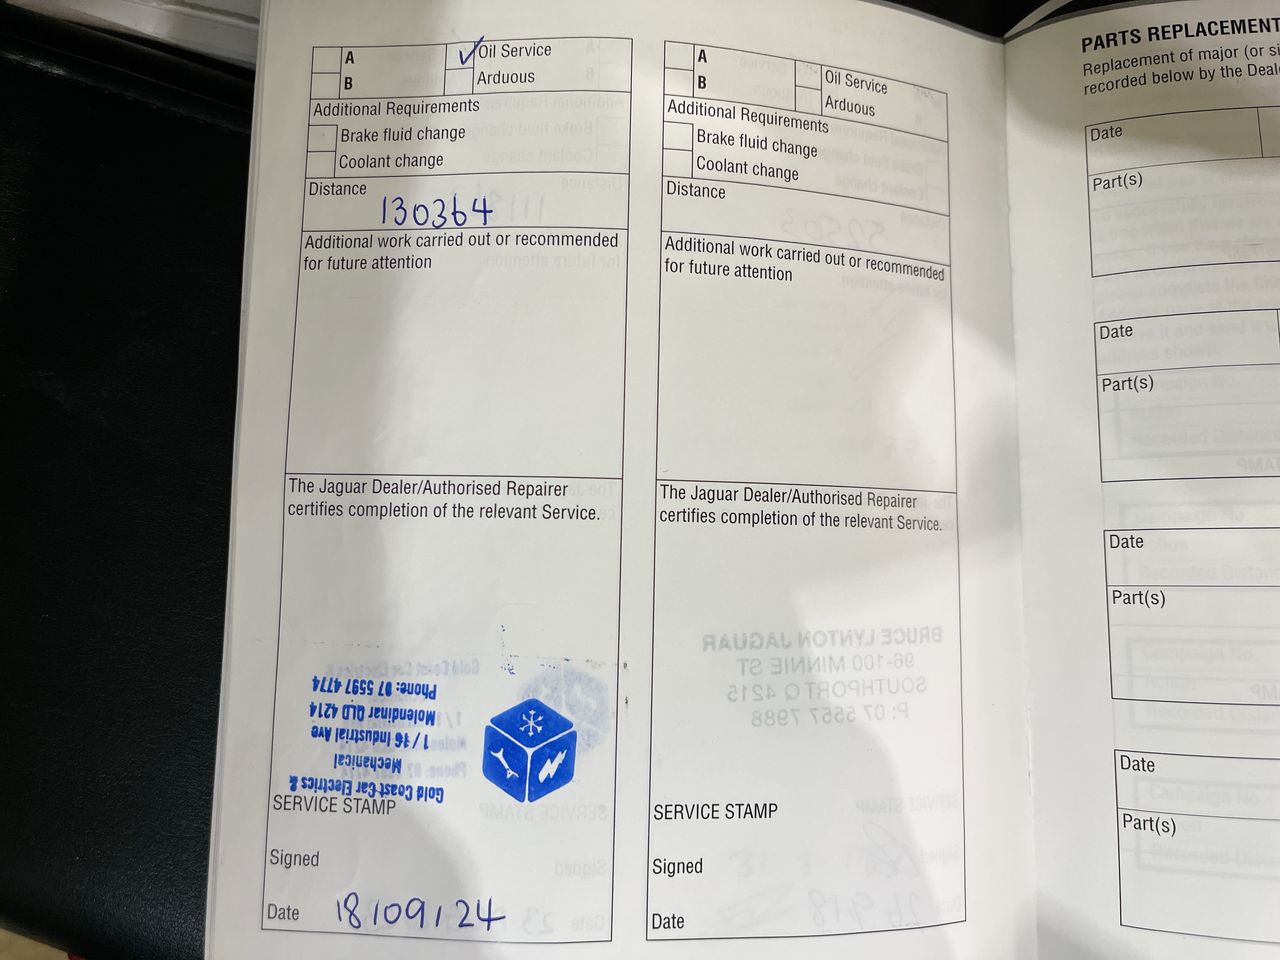 A
Oil Service
B
Arduous
Additional Requirements
Brake fluid change
Coolant change
Distance
130364
Additional work carried out or recommended
for future attention
The Jaguar Dealer/Authorised Repairer
certifies completion of the relevant Service.
Gold Coast Car Electrics &
Mechanical
1 / 16 Industrial Ave
Molendinar QLD 4214
Phone: 07 5597 4774
SERVICE STAMP
Signed
Date 18/09/24
A
Oil Service
B
Arduous
Additional Requirements
Brake fluid change
Coolant change
Distance
Additional work carried out or recommended
for future attention
The Jaguar Dealer/Authorised Repairer
certifies completion of the relevant Service.
BRUCE LYNTON JAGUAR
96-100 MINNIE ST
SOUTHPORT Q 4215
P: 07 5557 7988
SERVICE STAMP
Signed
Date
PARTS REPLACEMENT
Replacement of major (or si
recorded below by the Deal
Date
Part(s)
Date
Part(s)
Date
Part(s)
Date
Part(s)